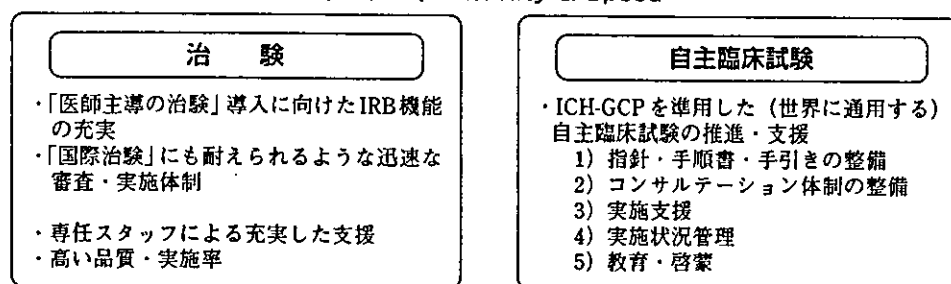 治験
・「医師主導の治験」導入に向けたIRB機能
の充実
・「国際治験」にも耐えられるような迅速な
審査・実施体制
・専任スタッフによる充実した支援
・高い品質・実施率
自主臨床試験
・ICH-GCPを準用した（世界に通用する）
自主臨床試験の推進・支援
1）指針・手順書・手引きの整備
2）コンサルテーション体制の整備
3）実施支援
4）実施状況管理
5）教育・啓蒙